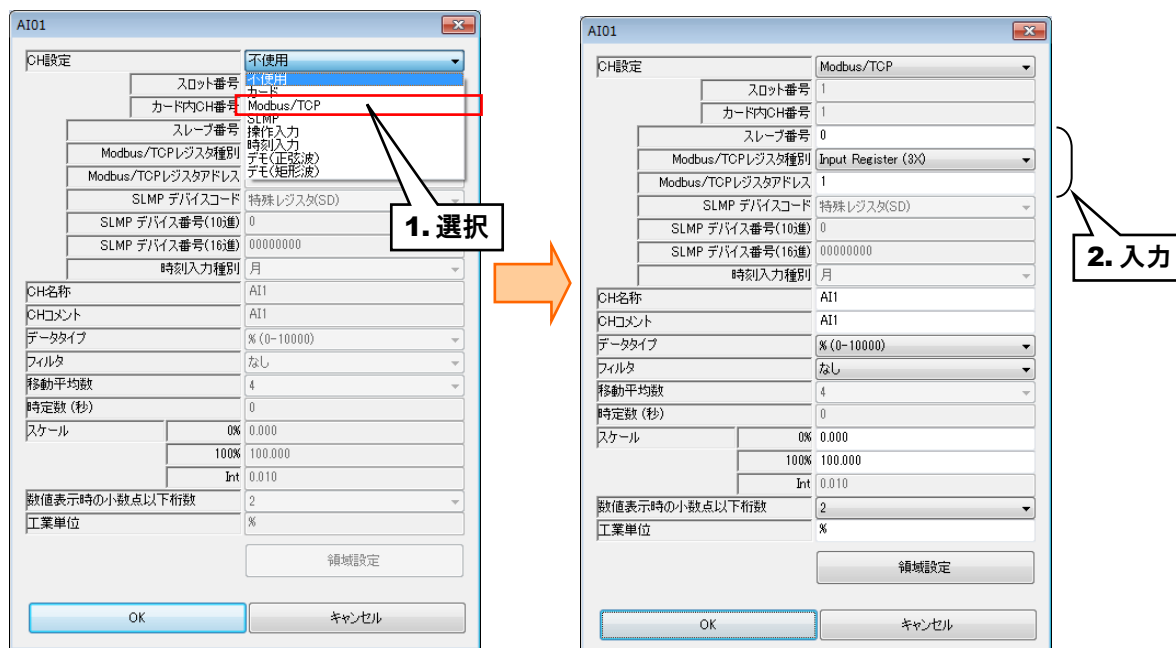 AI01
CH設定 不使用
不使用
スロット番号
カード
カード内CH番号 Modbus/TCP
SLMP
スレーブ番号 操作入力
時刻入力
Modbus/TCPレジスタ種別 デモ(正弦波)
Modbus/TCPレジスタアドレス デモ(矩形波)
SLMP デバイスコード 特殊レジスタ(SD)
SLMP デバイス番号(10進) 0
SLMP デバイス番号(16進) 00000000
時刻入力種別 月
CH名称 AI1
CHコメント AI1
データタイプ % (0-10000)
フィルタ なし
移動平均数 4
時定数 (秒) 0
スケール 0% 0.000
100% 100.000
Int 0.010
数値表示時の小数点以下桁数 2
工業単位 %
領域設定
OK キャンセル
1. 選択
AI01
CH設定 Modbus/TCP
スロット番号 1
カード内CH番号 1
スレーブ番号 0
Modbus/TCPレジスタ種別 Input Register (3X)
Modbus/TCPレジスタアドレス 1
SLMP デバイスコード 特殊レジスタ(SD)
SLMP デバイス番号(10進) 0
SLMP デバイス番号(16進) 00000000
時刻入力種別 月
CH名称 AI1
CHコメント AI1
データタイプ % (0-10000)
フィルタ なし
移動平均数 4
時定数 (秒) 0
スケール 0% 0.000
100% 100.000
Int 0.010
数値表示時の小数点以下桁数 2
工業単位 %
領域設定
OK キャンセル
2. 入力